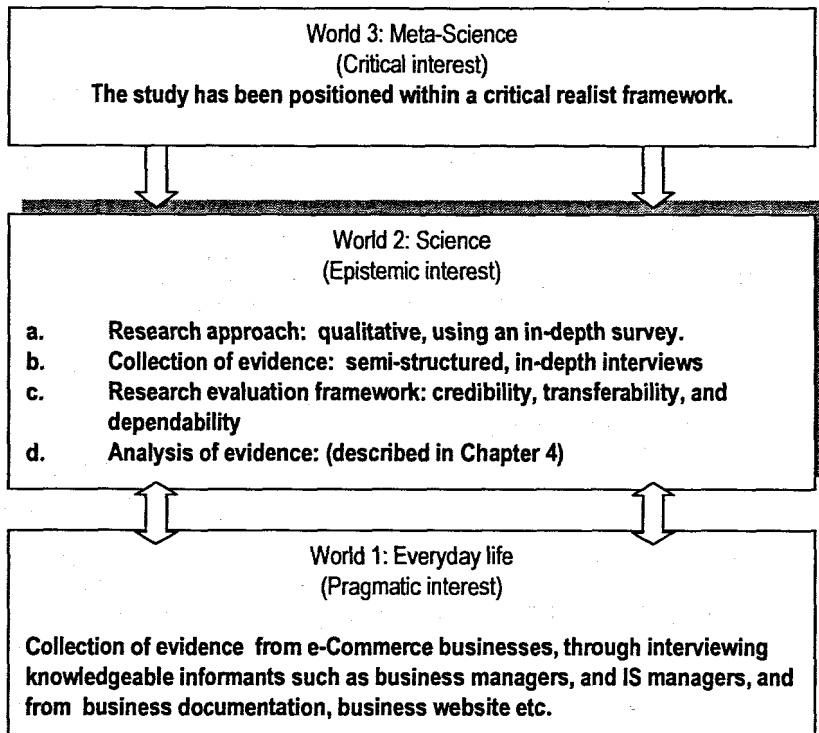 World 3: Meta-Science
(Critical interest)
The study has been positioned within a critical realist framework.
World 2: Science
(Epistemic interest)
a. Research approach: qualitative, using an in-depth survey.
b. Collection of evidence: semi-structured, in-depth interviews
c. Research evaluation framework: credibility, transferability, and
dependability
d. Analysis of evidence: (described in Chapter 4)
World 1: Everyday life
(Pragmatic interest)
Collection of evidence from e-Commerce businesses, through interviewing
knowledgeable informants such as business managers, and IS managers, and
from business documentation, business website etc.